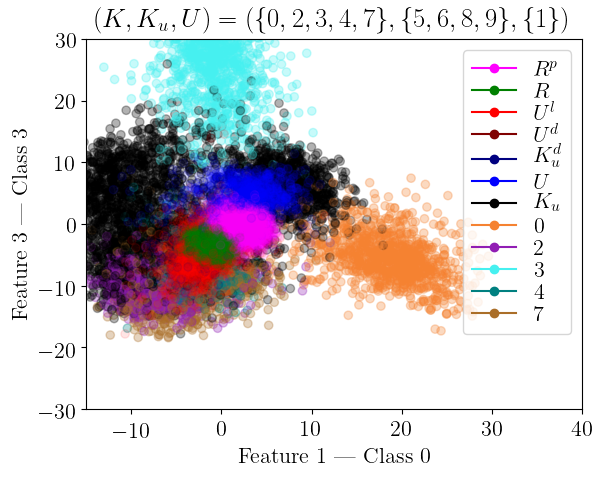 (K, K_u, U) = ({0, 2, 3, 4, 7}, {5, 6, 8, 9}, {1})
30
20
10
0
−10
−20
−30
Feature 3 — Class 3
−10
0
10
20
30
40
Feature 1 — Class 0
R^p
R
U^l
U^d
K_u^d
U
K_u
0
2
3
4
7